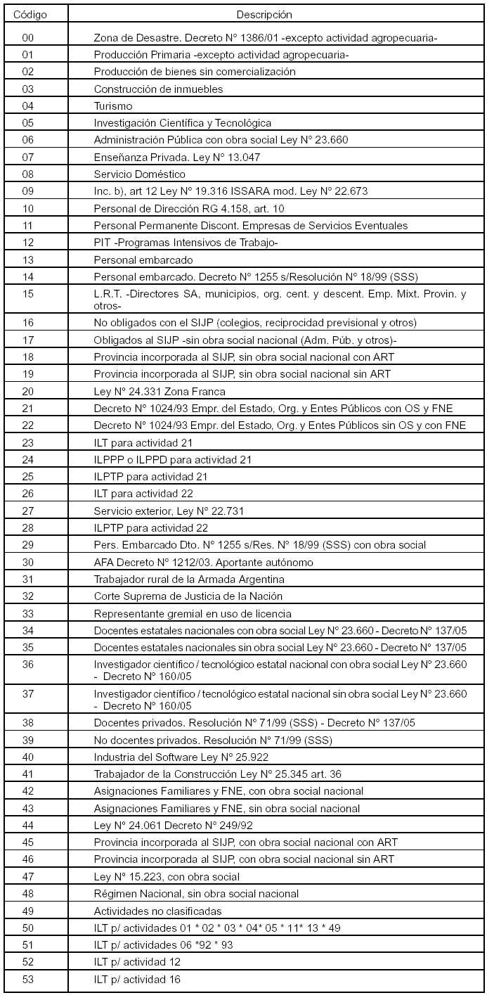 Código Descripción
00 Zona de Desastre. Decreto N° 1386/01 -excepto actividad agropecuaria-
01 Producción Primaria -excepto actividad agropecuaria-
02 Producción de bienes sin comercialización
03 Construcción de inmuebles
04 Turismo
05 Investigación Científica y Tecnológica
06 Administración Pública con obra social Ley N° 23.660
07 Enseñanza Privada. Ley N° 13.047
08 Servicio Doméstico
09 Inc. b), art 12 Ley N° 19.316 ISSARA mod. Ley N° 22.673
10 Personal de Dirección RG 4.158, art. 10
11 Personal Permanente Discont. Empresas de Servicios Eventuales
12 PIT -Programas Intensivos de Trabajo-
13 Personal embarcado
14 Personal embarcado. Decreto N° 1255 s/Resolución N° 18/99 (SSS)
15 L.R.T. -Directores SA, municipios, org. cent. y descent. Emp. Mixt. Provin. y
otros-
16 No obligados con el SIJP (colegios, reciprocidad previsional y otros)
17 Obligados al SIJP -sin obra social nacional (Adm. Púb. y otros)-
18 Provincia incorporada al SIJP, sin obra social nacional con ART
19 Provincia incorporada al SIJP, sin obra social nacional sin ART
20 Ley N° 24.331 Zona Franca
21 Decreto N° 1024/93 Empr. del Estado, Org. y Entes Públicos con OS y FNE
22 Decreto N° 1024/93 Empr. del Estado, Org. y Entes Públicos sin OS y con FNE
23 ILT para actividad 21
24 ILPPP o ILPPD para actividad 21
25 ILPTP para actividad 21
26 ILT para actividad 22
27 Servicio exterior, Ley N° 22.731
28 ILPTP para actividad 22
29 Pers. Embarcado Dto. N° 1255 s/Res. N° 18/99 (SSS) con obra social
30 AFA Decreto N° 1212/03. Aportante autónomo
31 Trabajador rural de la Armada Argentina
32 Corte Suprema de Justicia de la Nación
33 Representante gremial en uso de licencia
34 Docentes estatales nacionales con obra social Ley N° 23.660 - Decreto N° 137/05
35 Docentes estatales nacionales sin obra social Ley N° 23.660 - Decreto N° 137/05
36 Investigador científico / tecnológico estatal nacional con obra social Ley N° 23.660
- Decreto N° 160/05
37 Investigador científico / tecnológico estatal nacional sin obra social Ley N° 23.660
- Decreto N° 160/05
38 Docentes privados. Resolución N° 71/99 (SSS) - Decreto N° 137/05
39 No docentes privados. Resolución N° 71/99 (SSS)
40 Industria del Software Ley N° 25.922
41 Trabajador de la Construcción Ley N° 25.345 art. 36
42 Asignaciones Familiares y FNE, con obra social nacional
43 Asignaciones Familiares y FNE, sin obra social nacional
44 Ley N° 24.061 Decreto N° 249/92
45 Provincia incorporada al SIJP, con obra social nacional con ART
46 Provincia incorporada al SIJP, con obra social nacional sin ART
47 Ley N° 15.223, con obra social
48 Régimen Nacional, sin obra social nacional
49 Actividades no clasificadas
50 ILT p/ actividades 01 * 02 * 03 * 04* 05 * 11* 13 * 49
51 ILT p/ actividades 06 *92 * 93
52 ILT p/ actividad 12
53 ILT p/ actividad 16